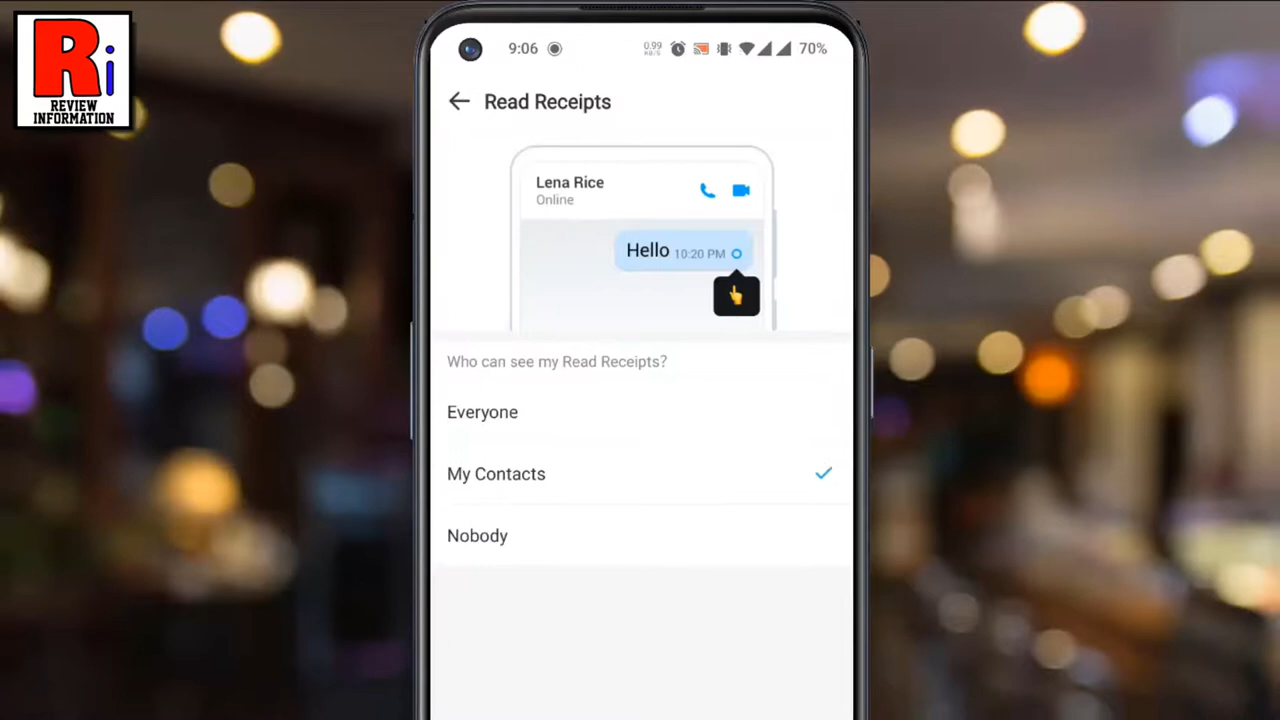 Ri
REVIEW
INFORMATION
9:06
0.99
KB/S
70%
Read Receipts
Lena Rice
Online
Hello 10:20 PM
Who can see my Read Receipts?
Everyone
My Contacts
Nobody